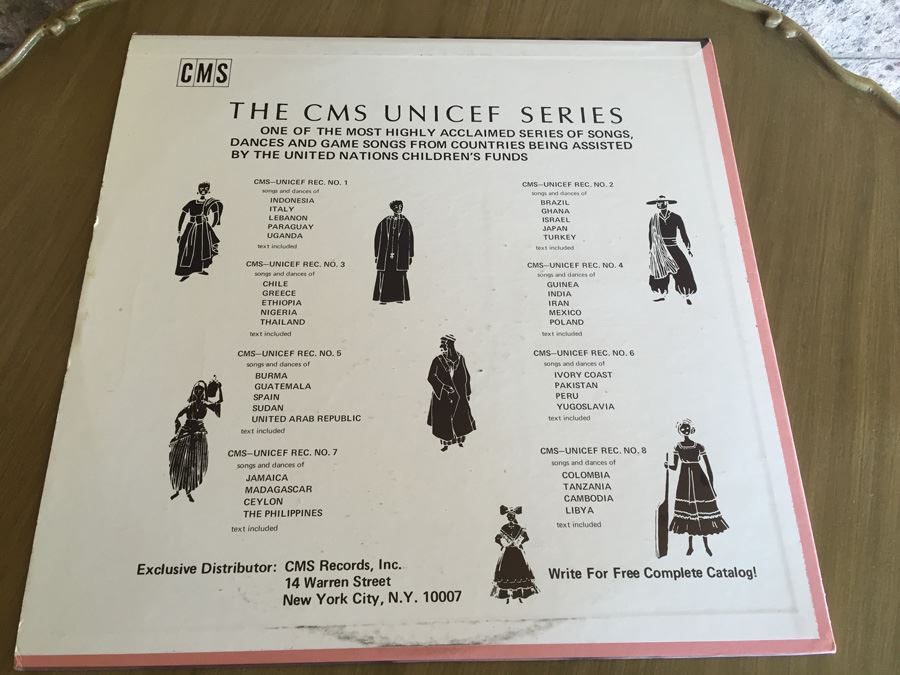 CMS
THE CMS UNICEF SERIES
ONE OF THE MOST HIGHLY ACCLAIMED SERIES OF SONGS,
DANCES AND GAME SONGS FROM COUNTRIES BEING ASSISTED
BY THE UNITED NATIONS CHILDREN'S FUNDS
CMS—UNICEF REC. NO. 1
songs and dances of
INDONESIA
ITALY
LEBANON
PARAGUAY
UGANDA
text included
CMS—UNICEF REC. NO. 2
songs and dances of
BRAZIL
GHANA
ISRAEL
JAPAN
TURKEY
text included
CMS—UNICEF REC. NO. 3
songs and dances of
CHILE
GREECE
ETHIOPIA
NIGERIA
THAILAND
text included
CMS—UNICEF REC. NO. 4
songs and dances of
GUINEA
INDIA
IRAN
MEXICO
POLAND
text included
CMS—UNICEF REC. NO. 5
songs and dances of
BURMA
GUATEMALA
SPAIN
SUDAN
UNITED ARAB REPUBLIC
text included
CMS—UNICEF REC. NO. 6
songs and dances of
IVORY COAST
PAKISTAN
PERU
YUGOSLAVIA
text included
CMS—UNICEF REC. NO. 7
songs and dances of
JAMAICA
MADAGASCAR
CEYLON
THE PHILIPPINES
text included
CMS—UNICEF REC. NO. 8
songs and dances of
COLOMBIA
TANZANIA
CAMBODIA
LIBYA
text included
Exclusive Distributor: CMS Records, Inc.
14 Warren Street
New York City, N.Y. 10007
Write For Free Complete Catalog!